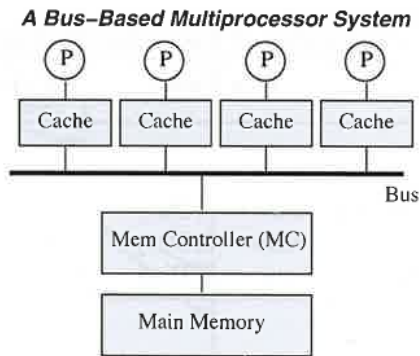 A Bus-Based Multiprocessor System
P P P P
Cache Cache Cache Cache
Bus
Mem Controller (MC)
Main Memory